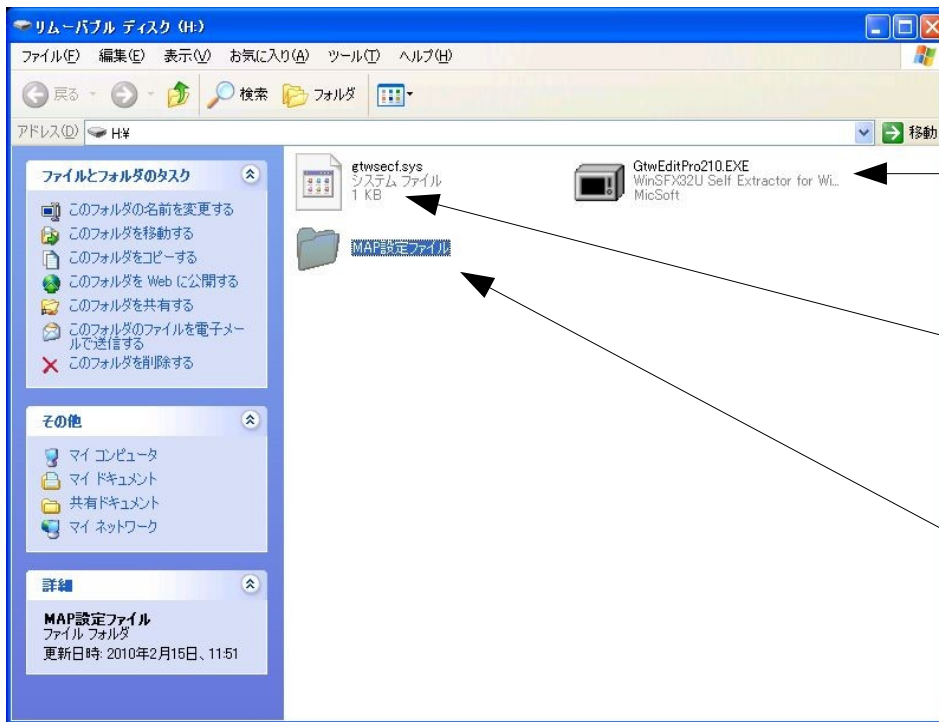 リムーバブル ディスク (H:)
ファイル(F) 編集(E) 表示(V) お気に入り(A) ツール(T) ヘルプ(H)
戻る 検索 フォルダ
アドレス(D) H:¥ 移動
ファイルとフォルダのタスク
このフォルダの名前を変更する
このフォルダを移動する
このフォルダをコピーする
このフォルダを Web に公開する
このフォルダを共有する
このフォルダのファイルを電子メー
ルで送信する
このフォルダを削除する
その他
マイ コンピュータ
マイ ドキュメント
共有ドキュメント
マイ ネットワーク
詳細
MAP設定ファイル
ファイル フォルダ
更新日時: 2010年2月15日、11:51
gtwsecf.sys
システム ファイル
1 KB
GtwEditPro210.EXE
WinSFX32U Self Extractor for Wi...
MicSoft
MAP設定ファイル